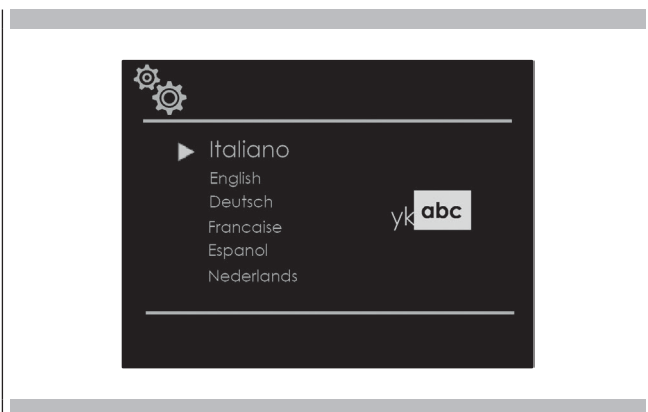 Italiano
English
Deutsch
Francaise
Espanol
Nederlands
yk abc